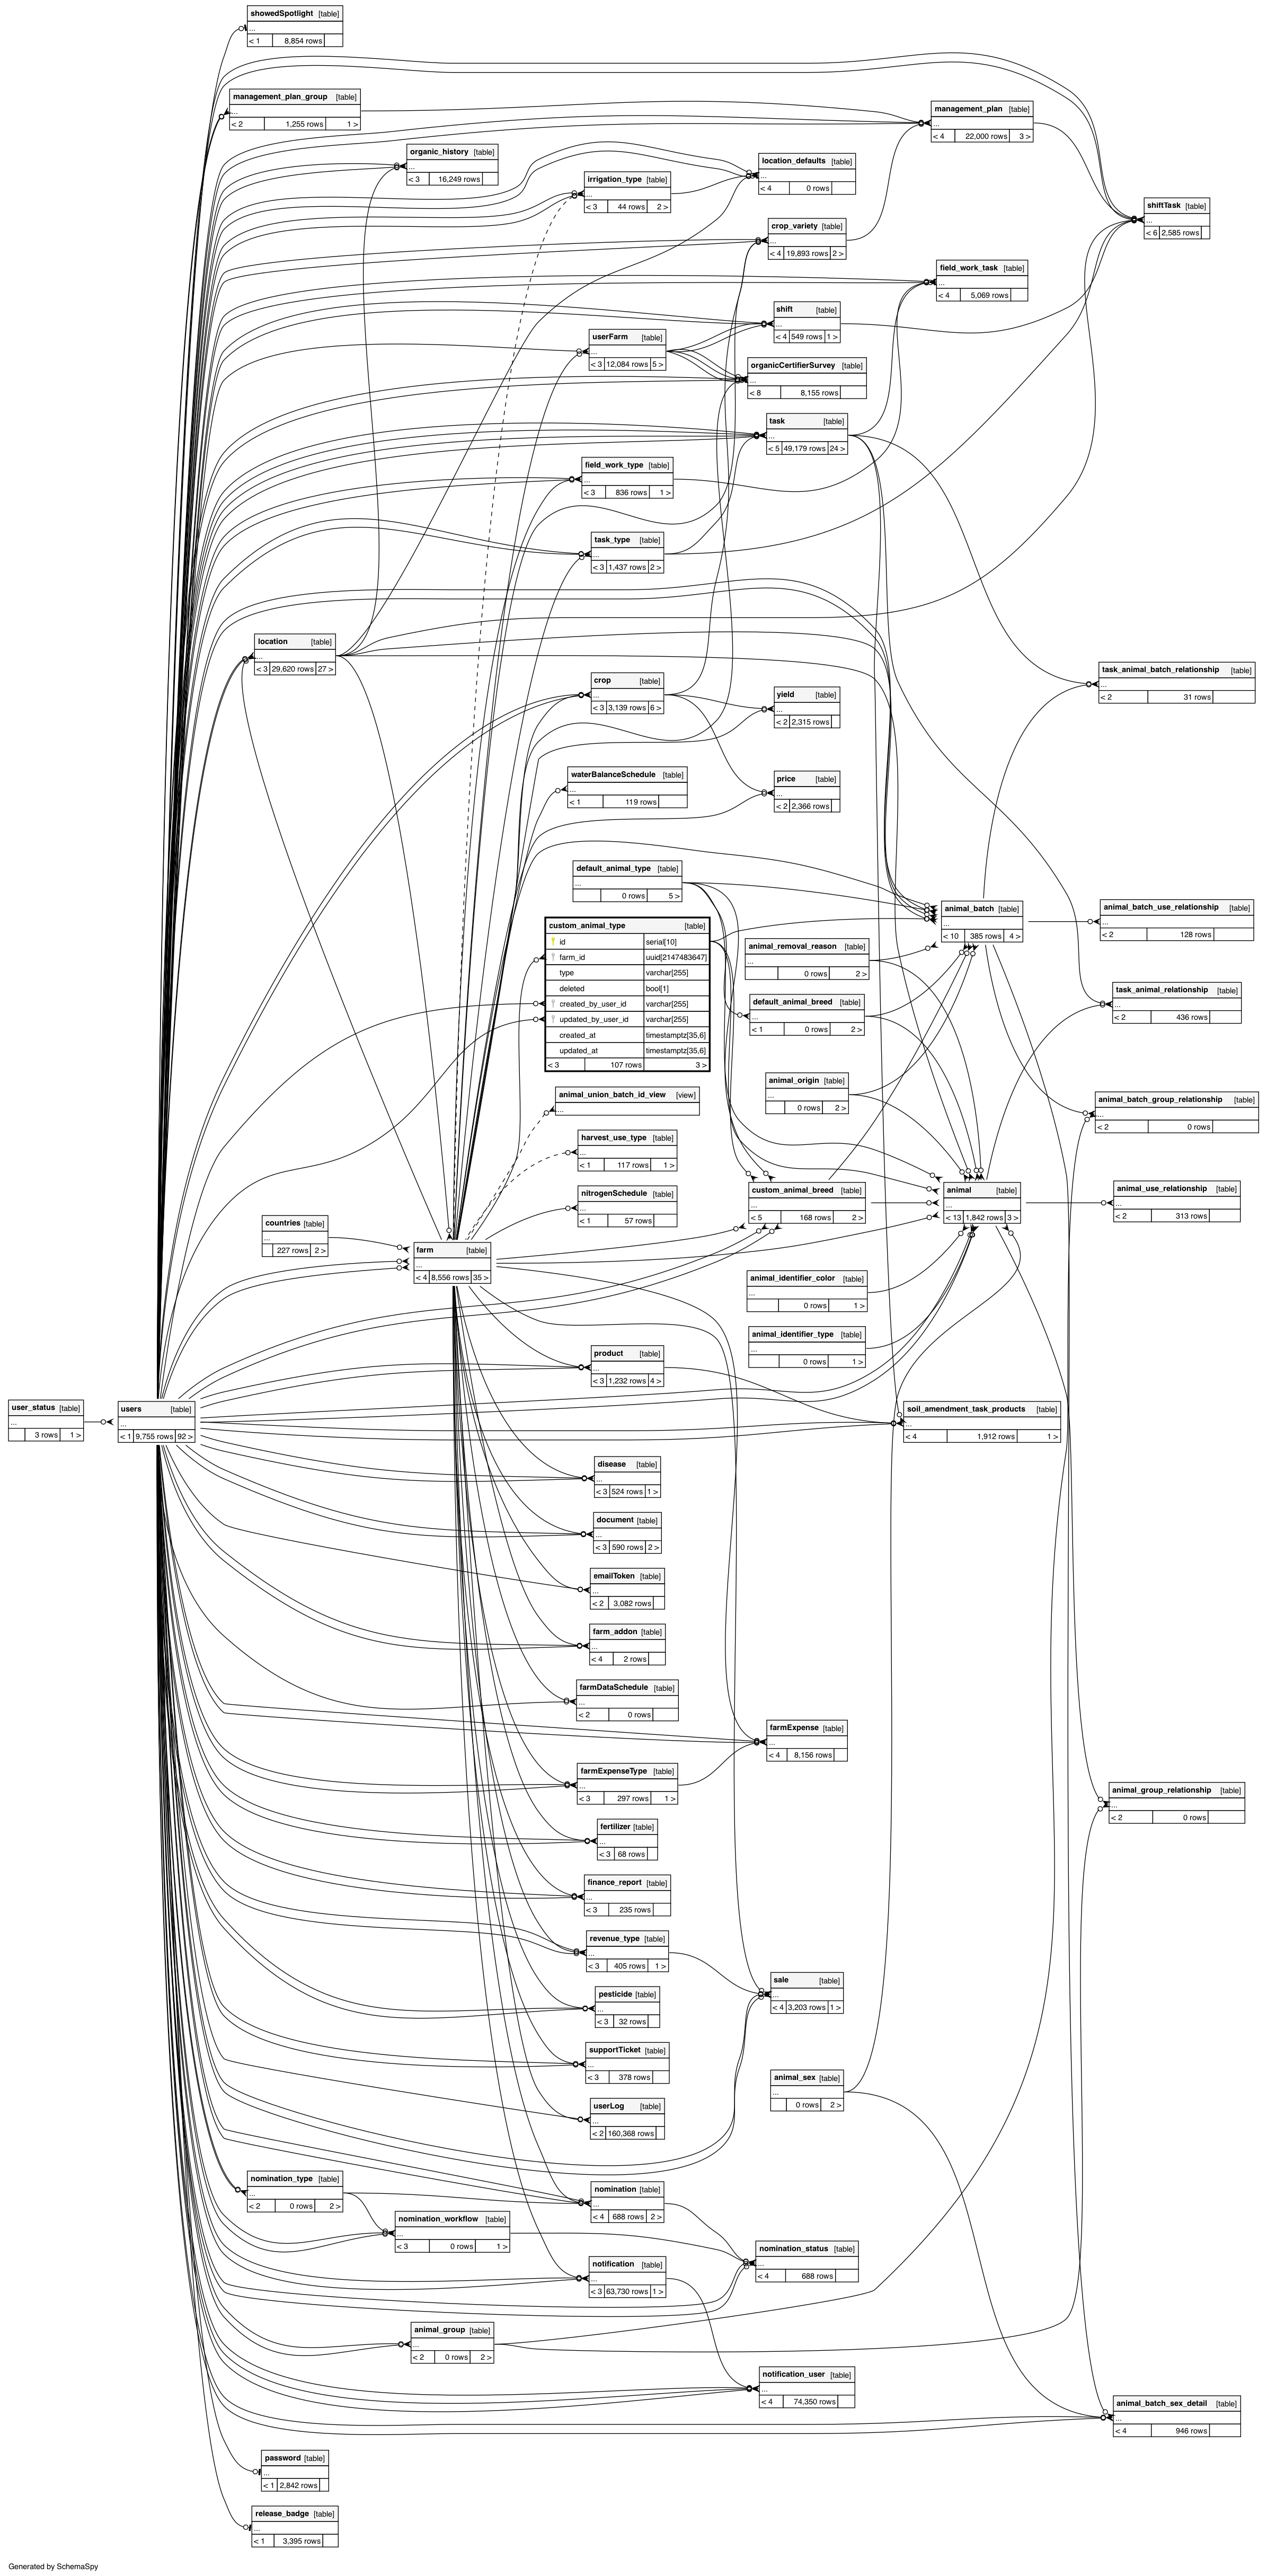 showedSpotlight [table]
...
< 1 8,854 rows
management_plan_group [table]
...
< 2 1,255 rows 1 >
management_plan [table]
...
< 4 22,000 rows 3 >
organic_history [table]
...
< 3 16,249 rows
location_defaults [table]
...
< 4 0 rows
irrigation_type [table]
...
< 3 44 rows 2 >
shiftTask [table]
...
< 6 2,585 rows
crop_variety [table]
...
< 4 19,893 rows 2 >
field_work_task [table]
...
< 4 5,069 rows
shift [table]
...
< 4 549 rows 1 >
userFarm [table]
...
< 3 12,084 rows 5 >
organicCertifierSurvey [table]
...
< 8 8,155 rows
task [table]
...
< 5 49,179 rows 24 >
field_work_type [table]
...
< 3 836 rows 1 >
task_type [table]
...
< 3 1,437 rows 2 >
location [table]
...
< 3 29,620 rows 27 >
task_animal_batch_relationship [table]
...
< 2 31 rows
crop [table]
...
< 3 3,139 rows 6 >
yield [table]
...
< 2 2,315 rows
waterBalanceSchedule [table]
...
< 1 119 rows
price [table]
...
< 2 2,366 rows
default_animal_type [table]
...
0 rows 5 >
animal_batch [table]
...
< 10 385 rows 4 >
animal_batch_use_relationship [table]
...
< 2 128 rows
custom_animal_type [table]
id serial[10]
farm_id uuid[2147483647]
type varchar[255]
deleted bool[1]
created_by_user_id varchar[255]
updated_by_user_id varchar[255]
created_at timestamptz[35,6]
updated_at timestamptz[35,6]
< 3 107 rows 3 >
animal_removal_reason [table]
...
0 rows 2 >
default_animal_breed [table]
...
< 1 0 rows 2 >
task_animal_relationship [table]
...
< 2 436 rows
animal_origin [table]
...
0 rows 2 >
animal_union_batch_id_view [view]
...
animal_batch_group_relationship [table]
...
< 2 0 rows
harvest_use_type [table]
...
< 1 117 rows 1 >
nitrogenSchedule [table]
...
< 1 57 rows
custom_animal_breed [table]
...
< 5 168 rows 2 >
animal [table]
...
< 13 1,842 rows 3 >
animal_use_relationship [table]
...
< 2 313 rows
countries [table]
...
227 rows 2 >
farm [table]
...
< 4 8,556 rows 35 >
animal_identifier_color [table]
...
0 rows 1 >
animal_identifier_type [table]
...
0 rows 1 >
product [table]
...
< 3 1,232 rows 4 >
user_status [table]
...
3 rows 1 >
users [table]
...
< 1 9,755 rows 92 >
soil_amendment_task_products [table]
...
< 4 1,912 rows 1 >
disease [table]
...
< 3 524 rows 1 >
document [table]
...
< 3 590 rows 2 >
emailToken [table]
...
< 2 3,082 rows
farm_addon [table]
...
< 4 2 rows
farmDataSchedule [table]
...
< 2 0 rows
farmExpense [table]
...
< 4 8,156 rows
farmExpenseType [table]
...
< 3 297 rows 1 >
animal_group_relationship [table]
...
< 2 0 rows
fertilizer [table]
...
< 3 68 rows
finance_report [table]
...
< 3 235 rows
revenue_type [table]
...
< 3 405 rows 1 >
sale [table]
...
< 4 3,203 rows 1 >
pesticide [table]
...
< 3 32 rows
supportTicket [table]
...
< 3 378 rows
animal_sex [table]
...
0 rows 2 >
userLog [table]
...
< 2 160,368 rows
nomination_type [table]
...
< 2 0 rows 2 >
nomination [table]
...
< 4 688 rows 2 >
nomination_workflow [table]
...
< 3 0 rows 1 >
nomination_status [table]
...
< 4 688 rows
notification [table]
...
< 3 63,730 rows 1 >
animal_group [table]
...
< 2 0 rows 2 >
notification_user [table]
...
< 4 74,350 rows
animal_batch_sex_detail [table]
...
< 4 946 rows
password [table]
...
< 1 2,842 rows
release_badge [table]
...
< 1 3,395 rows
Generated by SchemaSpy